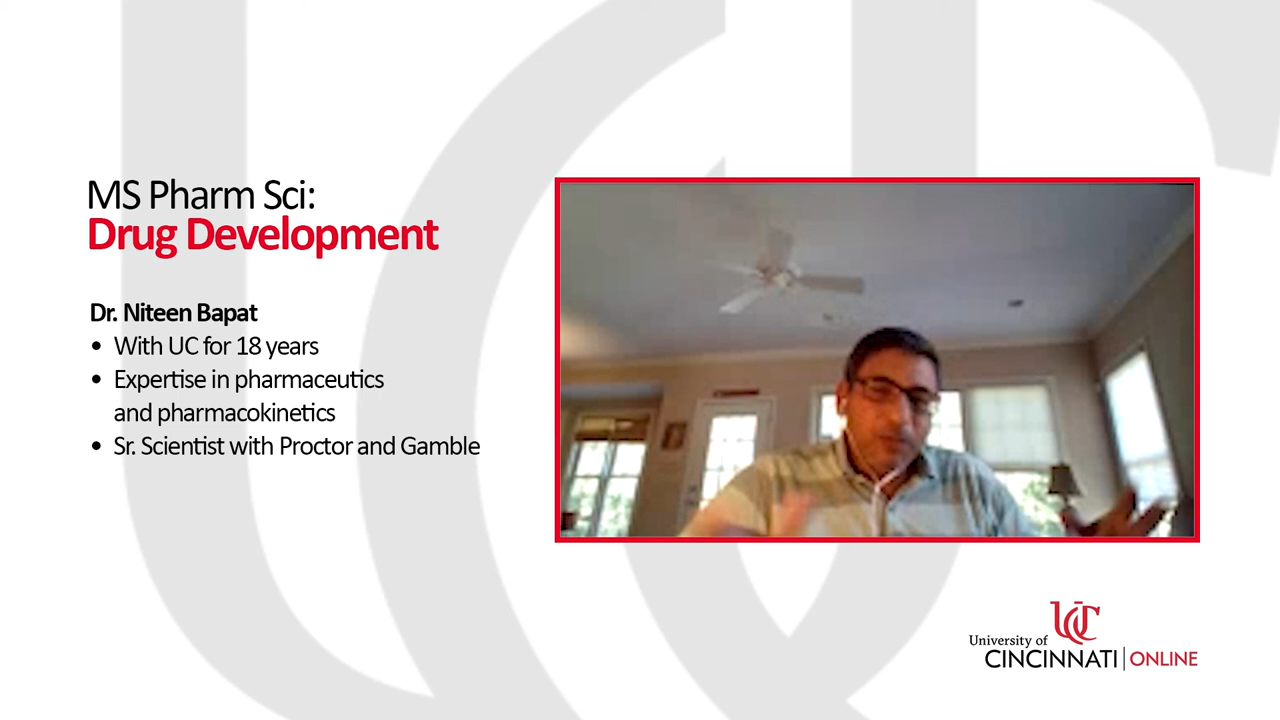 MS Pharm Sci:
Drug Development
Dr. Niteen Bapat
• With UC for 18 years
• Expertise in pharmaceutics
and pharmacokinetics
• Sr. Scientist with Proctor and Gamble
UC
University of
CINCINNATI | ONLINE